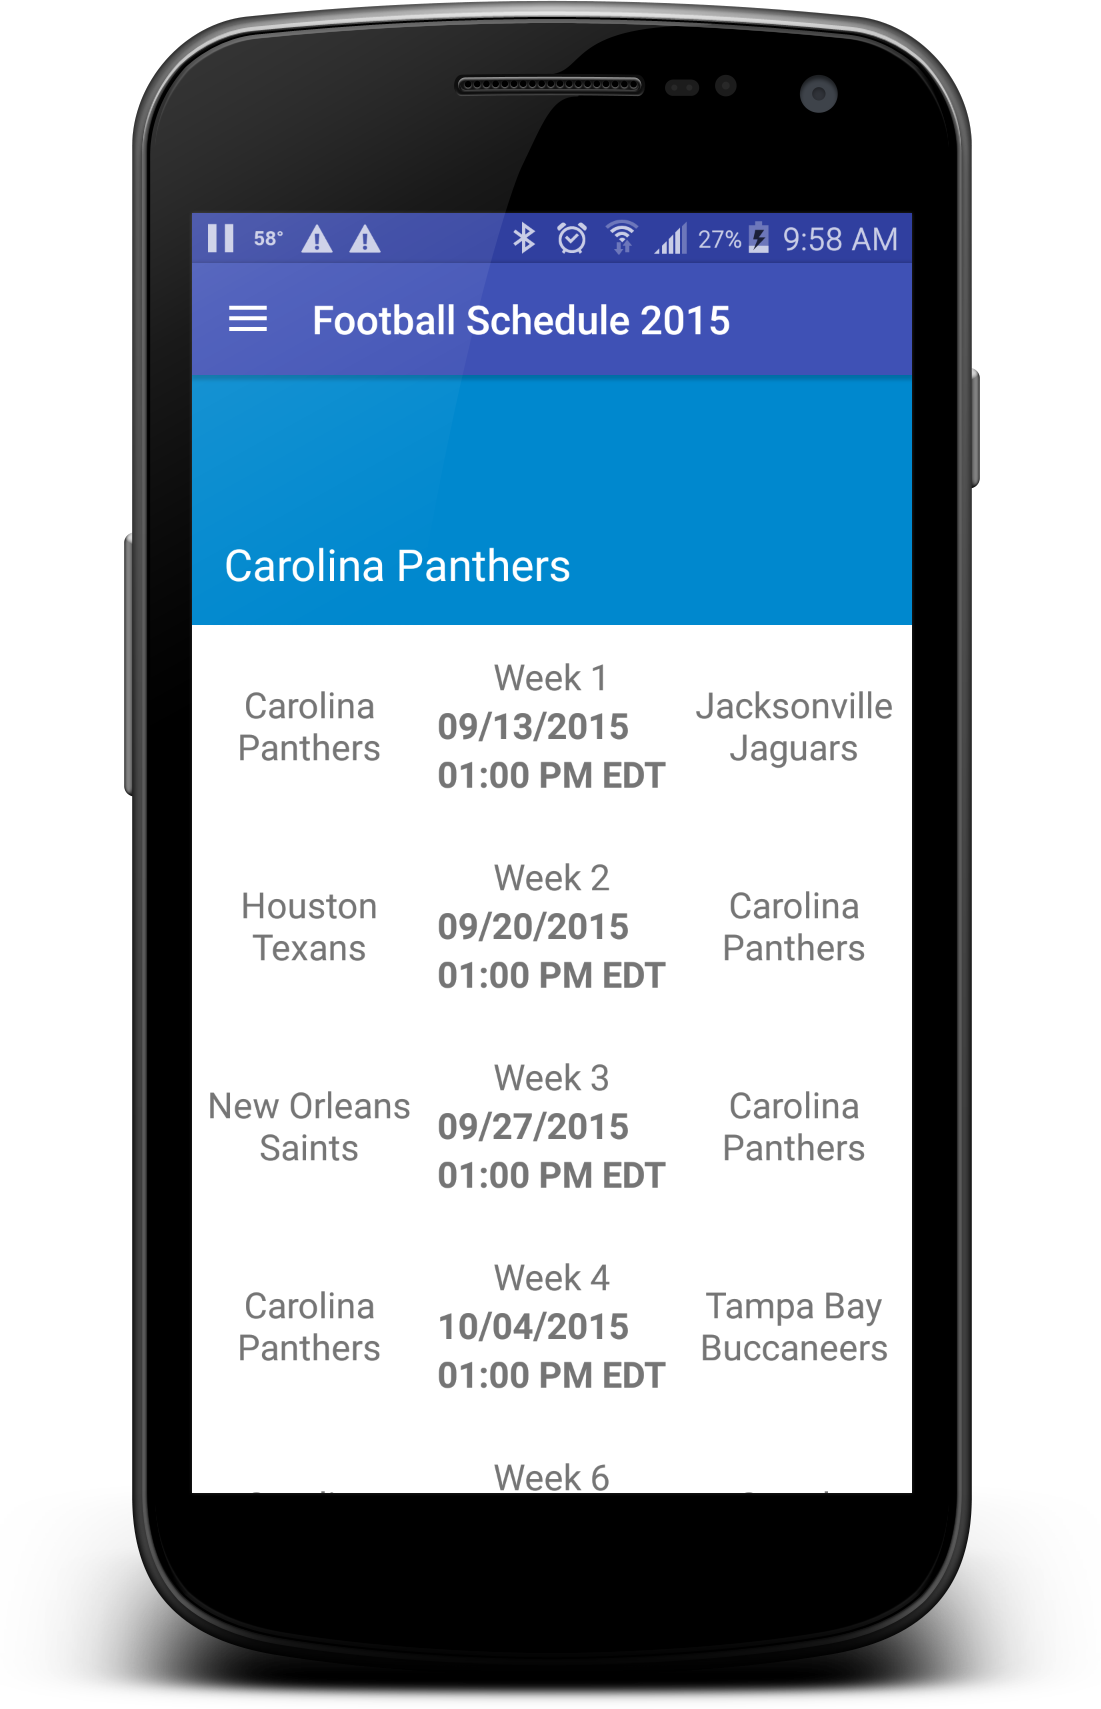 58°
27%
9:58 AM
Football Schedule 2015
Carolina Panthers
Week 1
Carolina
Panthers
09/13/2015
01:00 PM EDT
Jacksonville
Jaguars
Week 2
Houston
Texans
09/20/2015
01:00 PM EDT
Carolina
Panthers
Week 3
New Orleans
Saints
09/27/2015
01:00 PM EDT
Carolina
Panthers
Week 4
Carolina
Panthers
10/04/2015
01:00 PM EDT
Tampa Bay
Buccaneers
Week 6